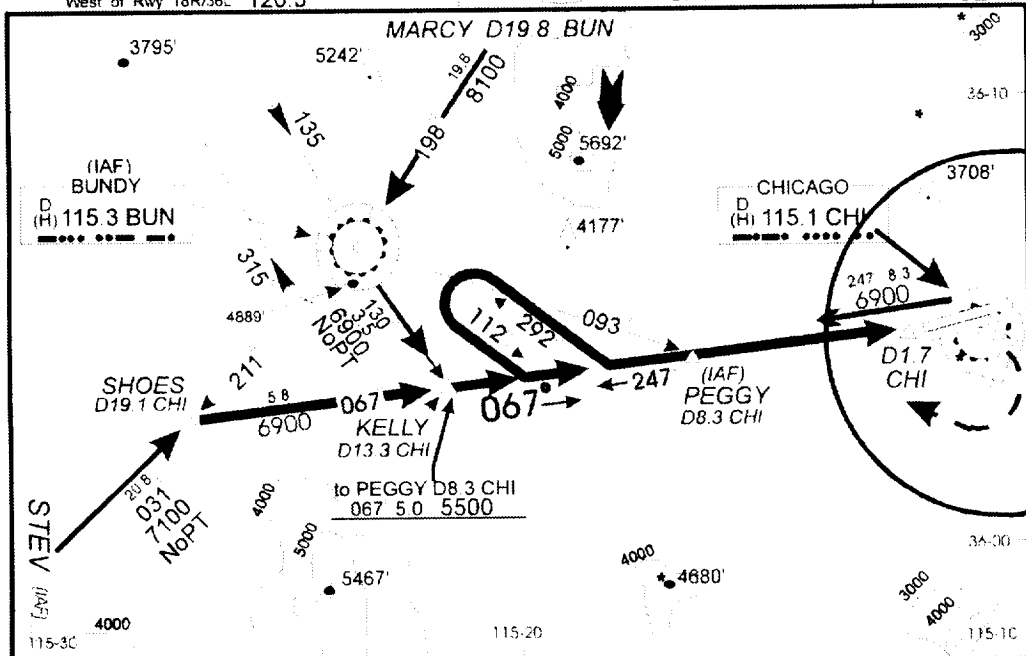 West of Rwy 18R/36L 120.3
MARCY D19.8 BUN
3795'
5242'
19.8
8100
198
135
4000
5000
5692'
3000
36-10
(IAF)
BUNDY
D
(H) 115.3 BUN
4177'
CHICAGO
D
(H) 115.1 CHI
3708'
315
4889'
211
130
3.5
6900
NoPT
112
292
093
247 8.3
6900
SHOES
D19.1 CHI
5.8
6900
067
KELLY
D13.3 CHI
067
247
(IAF)
PEGGY
D8.3 CHI
D1.7
CHI
to PEGGY D8.3 CHI
067 5.0 5500
20.8
031
7100
NoPT
STEV (IAF)
4000
5000
5467'
4000
4680'
3000
4000
36-00
4000
115-30
115-20
115-10